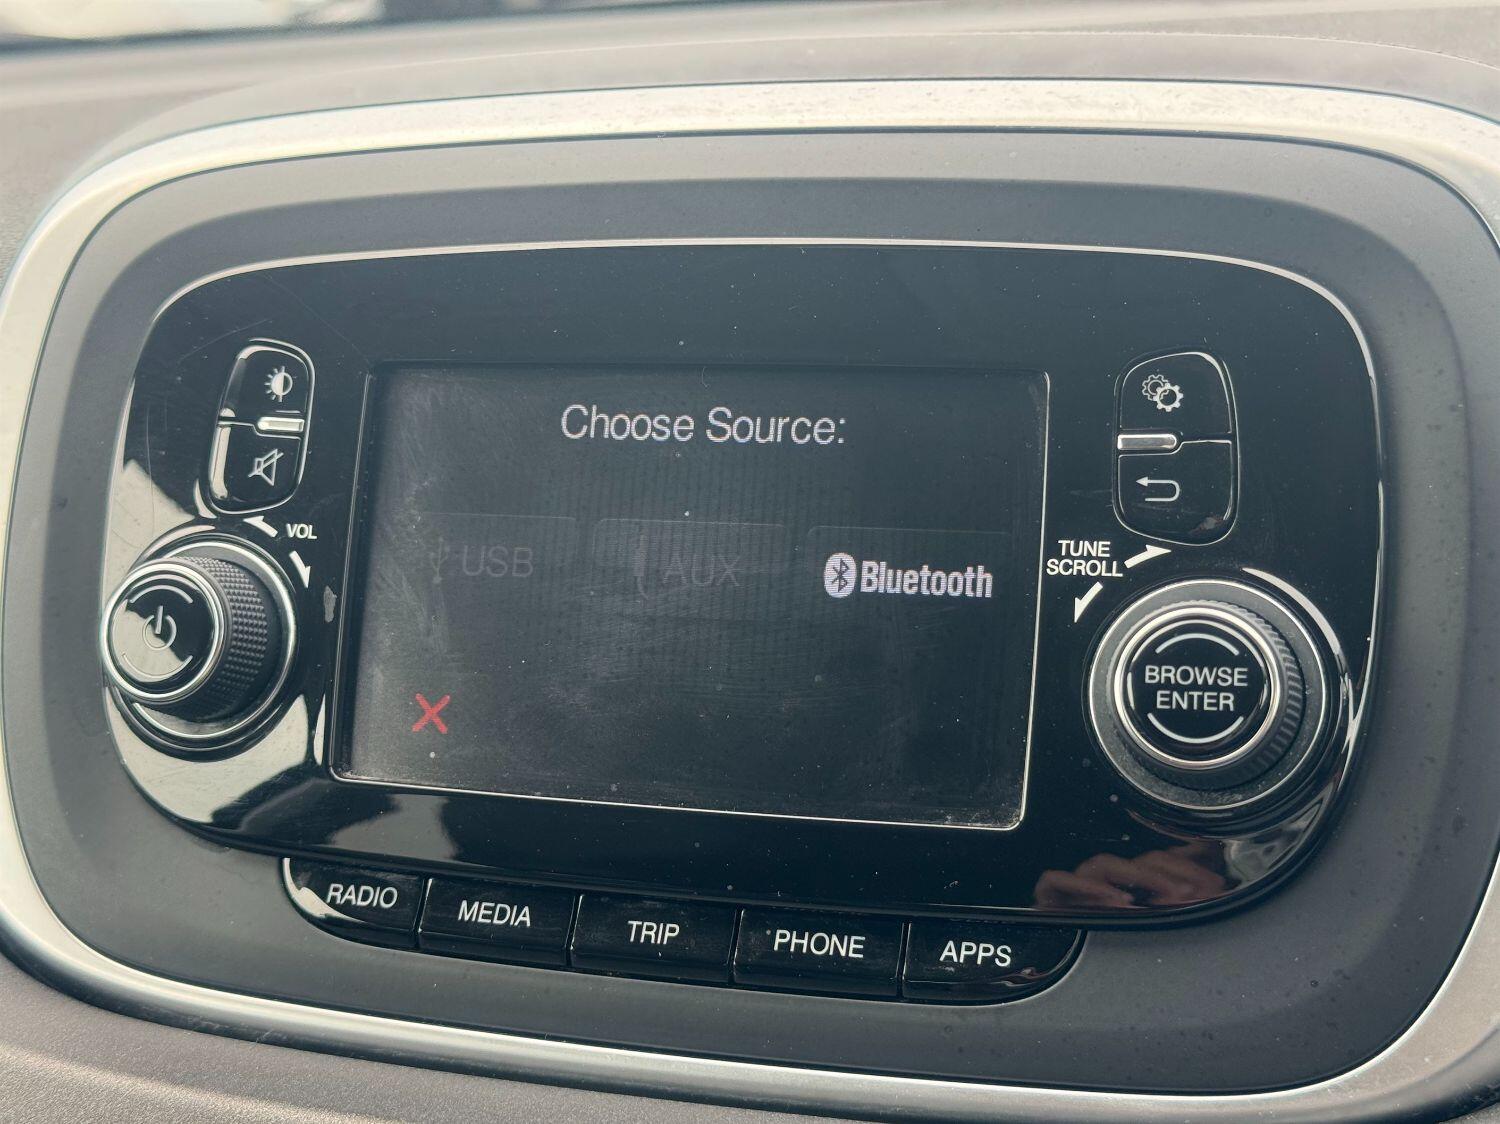 Choose Source:
VOL
USB
AUX
Bluetooth
TUNE
SCROLL
BROWSE
ENTER
RADIO
MEDIA
TRIP
PHONE
APPS